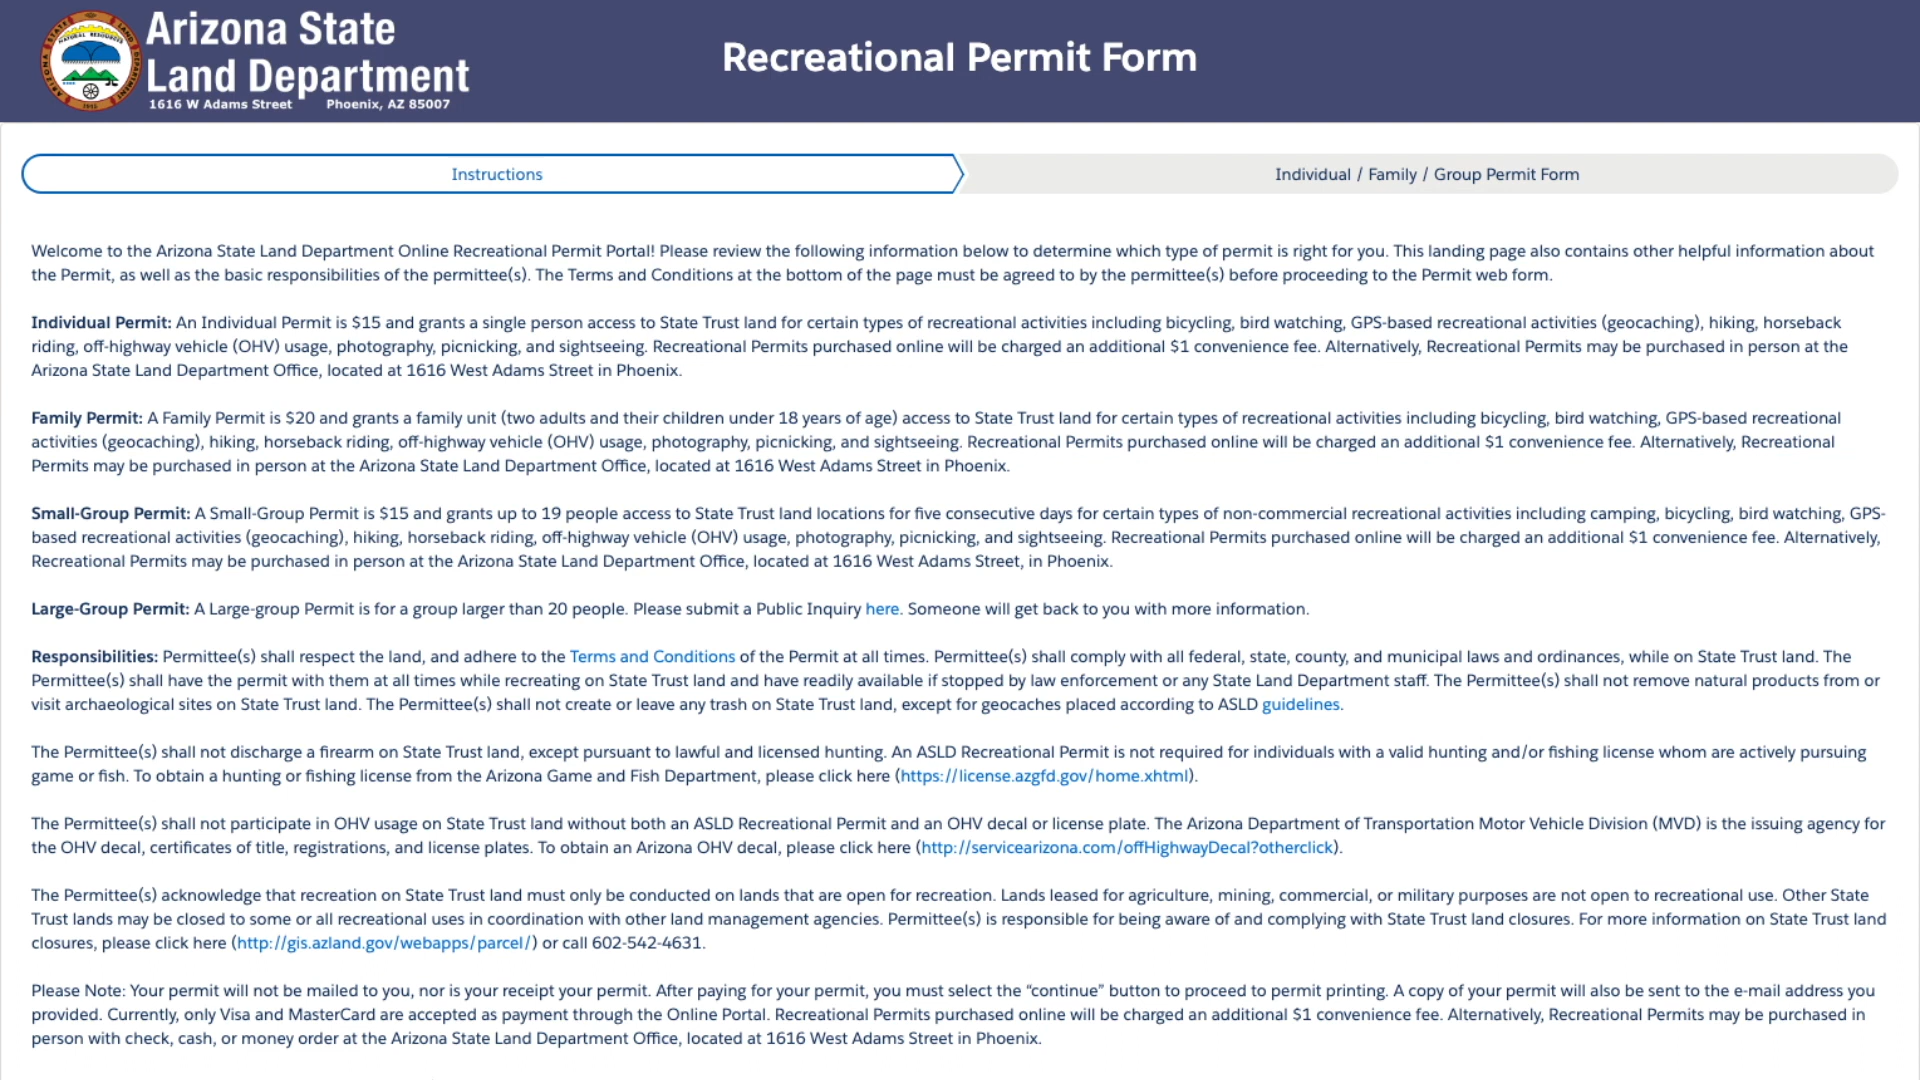 Arizona State
Land Department
1616 W Adams Street Phoenix, AZ 85007
Recreational Permit Form
Instructions
Individual / Family / Group Permit Form
Welcome to the Arizona State Land Department Online Recreational Permit Portal! Please review the following information below to determine which type of permit is right for you. This landing page also contains other helpful information about
the Permit, as well as the basic responsibilities of the permittee(s). The Terms and Conditions at the bottom of the page must be agreed to by the permittee(s) before proceeding to the Permit web form.
Individual Permit: An Individual Permit is $15 and grants a single person access to State Trust land for certain types of recreational activities including bicycling, bird watching, GPS-based recreational activities (geocaching), hiking, horseback
riding, off-highway vehicle (OHV) usage, photography, picnicking, and sightseeing. Recreational Permits purchased online will be charged an additional $1 convenience fee. Alternatively, Recreational Permits may be purchased in person at the
Arizona State Land Department Office, located at 1616 West Adams Street in Phoenix.
Family Permit: A Family Permit is $20 and grants a family unit (two adults and their children under 18 years of age) access to State Trust land for certain types of recreational activities including bicycling, bird watching, GPS-based recreational
activities (geocaching), hiking, horseback riding, off-highway vehicle (OHV) usage, photography, picnicking, and sightseeing. Recreational Permits purchased online will be charged an additional $1 convenience fee. Alternatively, Recreational
Permits may be purchased in person at the Arizona State Land Department Office, located at 1616 West Adams Street in Phoenix.
Small-Group Permit: A Small-Group Permit is $15 and grants up to 19 people access to State Trust land locations for five consecutive days for certain types of non-commercial recreational activities including camping, bicycling, bird watching, GPS-
based recreational activities (geocaching), hiking, horseback riding, off-highway vehicle (OHV) usage, photography, picnicking, and sightseeing. Recreational Permits purchased online will be charged an additional $1 convenience fee. Alternatively,
Recreational Permits may be purchased in person at the Arizona State Land Department Office, located at 1616 West Adams Street, in Phoenix.
Large-Group Permit: A Large-group Permit is for a group larger than 20 people. Please submit a Public Inquiry here. Someone will get back to you with more information.
Responsibilities: Permittee(s) shall respect the land, and adhere to the Terms and Conditions of the Permit at all times. Permittee(s) shall comply with all federal, state, county, and municipal laws and ordinances, while on State Trust land. The
Permittee(s) shall have the permit with them at all times while recreating on State Trust land and have readily available if stopped by law enforcement or any State Land Department staff. The Permittee(s) shall not remove natural products from or
visit archaeological sites on State Trust land. The Permittee(s) shall not create or leave any trash on State Trust land, except for geocaches placed according to ASLD guidelines.
The Permittee(s) shall not discharge a firearm on State Trust land, except pursuant to lawful and licensed hunting. An ASLD Recreational Permit is not required for individuals with a valid hunting and/or fishing license whom are actively pursuing
game or fish. To obtain a hunting or fishing license from the Arizona Game and Fish Department, please click here (https://license.azgfd.gov/home.xhtml).
The Permittee(s) shall not participate in OHV usage on State Trust land without both an ASLD Recreational Permit and an OHV decal or license plate. The Arizona Department of Transportation Motor Vehicle Division (MVD) is the issuing agency for
the OHV decal, certificates of title, registrations, and license plates. To obtain an Arizona OHV decal, please click here (http://servicearizona.com/offHighwayDecal?otherclick).
The Permittee(s) acknowledge that recreation on State Trust land must only be conducted on lands that are open for recreation. Lands leased for agriculture, mining, commercial, or military purposes are not open to recreational use. Other State
Trust lands may be closed to some or all recreational uses in coordination with other land management agencies. Permittee(s) is responsible for being aware of and complying with State Trust land closures. For more information on State Trust land
closures, please click here (http://gis.azland.gov/webapps/parcel/) or call 602-542-4631.
Please Note: Your permit will not be mailed to you, nor is your receipt your permit. After paying for your permit, you must select the “continue” button to proceed to permit printing. A copy of your permit will also be sent to the e-mail address you
provided. Currently, only Visa and MasterCard are accepted as payment through the Online Portal. Recreational Permits purchased online will be charged an additional $1 convenience fee. Alternatively, Recreational Permits may be purchased in
person with check, cash, or money order at the Arizona State Land Department Office, located at 1616 West Adams Street in Phoenix.